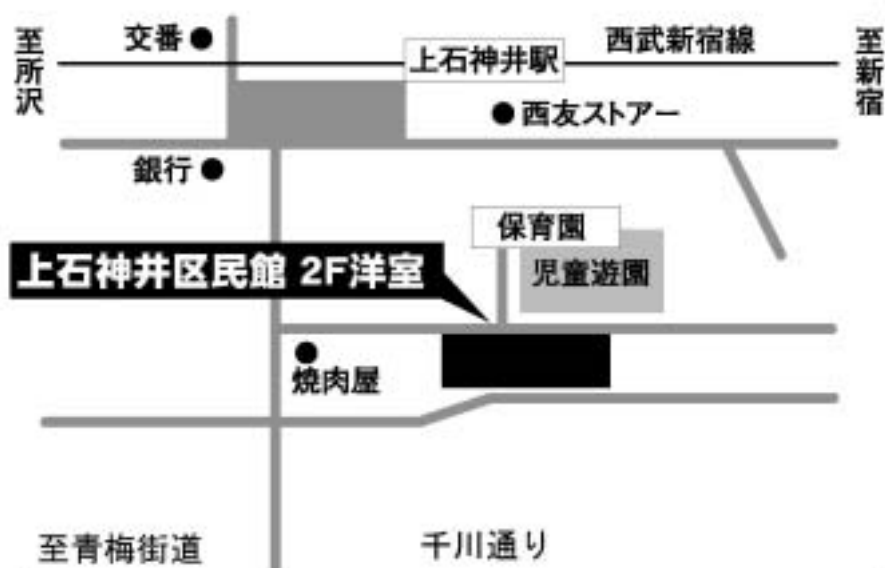 至所沢
交番
上石神井駅
西武新宿線
至新宿
西友ストアー
銀行
保育園
児童遊園
上石神井区民館 2F洋室
焼肉屋
至青梅街道
千川通り